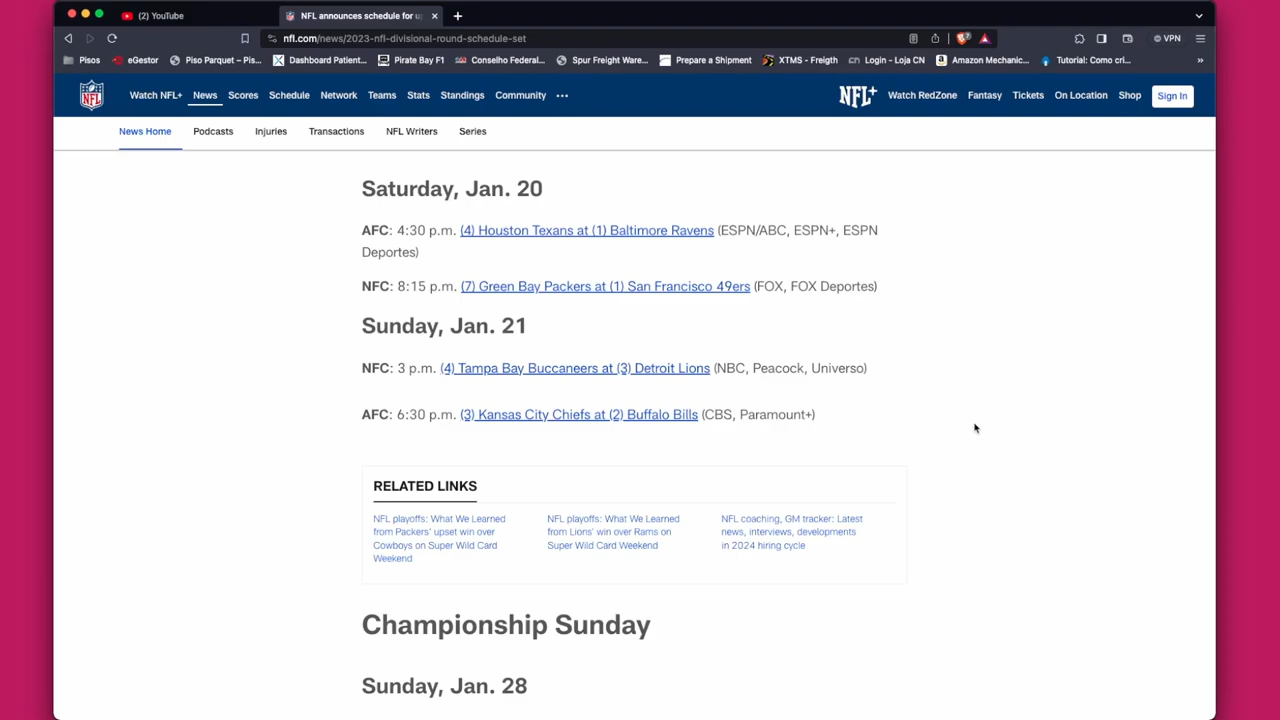 (2) YouTube
NFL announces schedule for u
nfl.com/news/2023-nfl-divisional-round-schedule-set
VPN
Pisos
eGestor
Piso Parquet – Pis...
Dashboard Patient...
Pirate Bay F1
Conselho Federal...
Spur Freight Ware...
Prepare a Shipment
XTMS - Freigth
Login - Loja CN
Amazon Mechanic...
Tutorial: Como cri...
Watch NFL+
News
Scores
Schedule
Network
Teams
Stats
Standings
Community
NFL+
Watch RedZone
Fantasy
Tickets
On Location
Shop
Sign In
News Home
Podcasts
Injuries
Transactions
NFL Writers
Series
Saturday, Jan. 20
AFC: 4:30 p.m. (4) Houston Texans at (1) Baltimore Ravens (ESPN/ABC, ESPN+, ESPN
Deportes)
NFC: 8:15 p.m. (7) Green Bay Packers at (1) San Francisco 49ers (FOX, FOX Deportes)
Sunday, Jan. 21
NFC: 3 p.m. (4) Tampa Bay Buccaneers at (3) Detroit Lions (NBC, Peacock, Universo)
AFC: 6:30 p.m. (3) Kansas City Chiefs at (2) Buffalo Bills (CBS, Paramount+)
RELATED LINKS
NFL playoffs: What We Learned
from Packers' upset win over
Cowboys on Super Wild Card
Weekend
NFL playoffs: What We Learned
from Lions' win over Rams on
Super Wild Card Weekend
NFL coaching, GM tracker: Latest
news, interviews, developments
in 2024 hiring cycle
Championship Sunday
Sunday, Jan. 28